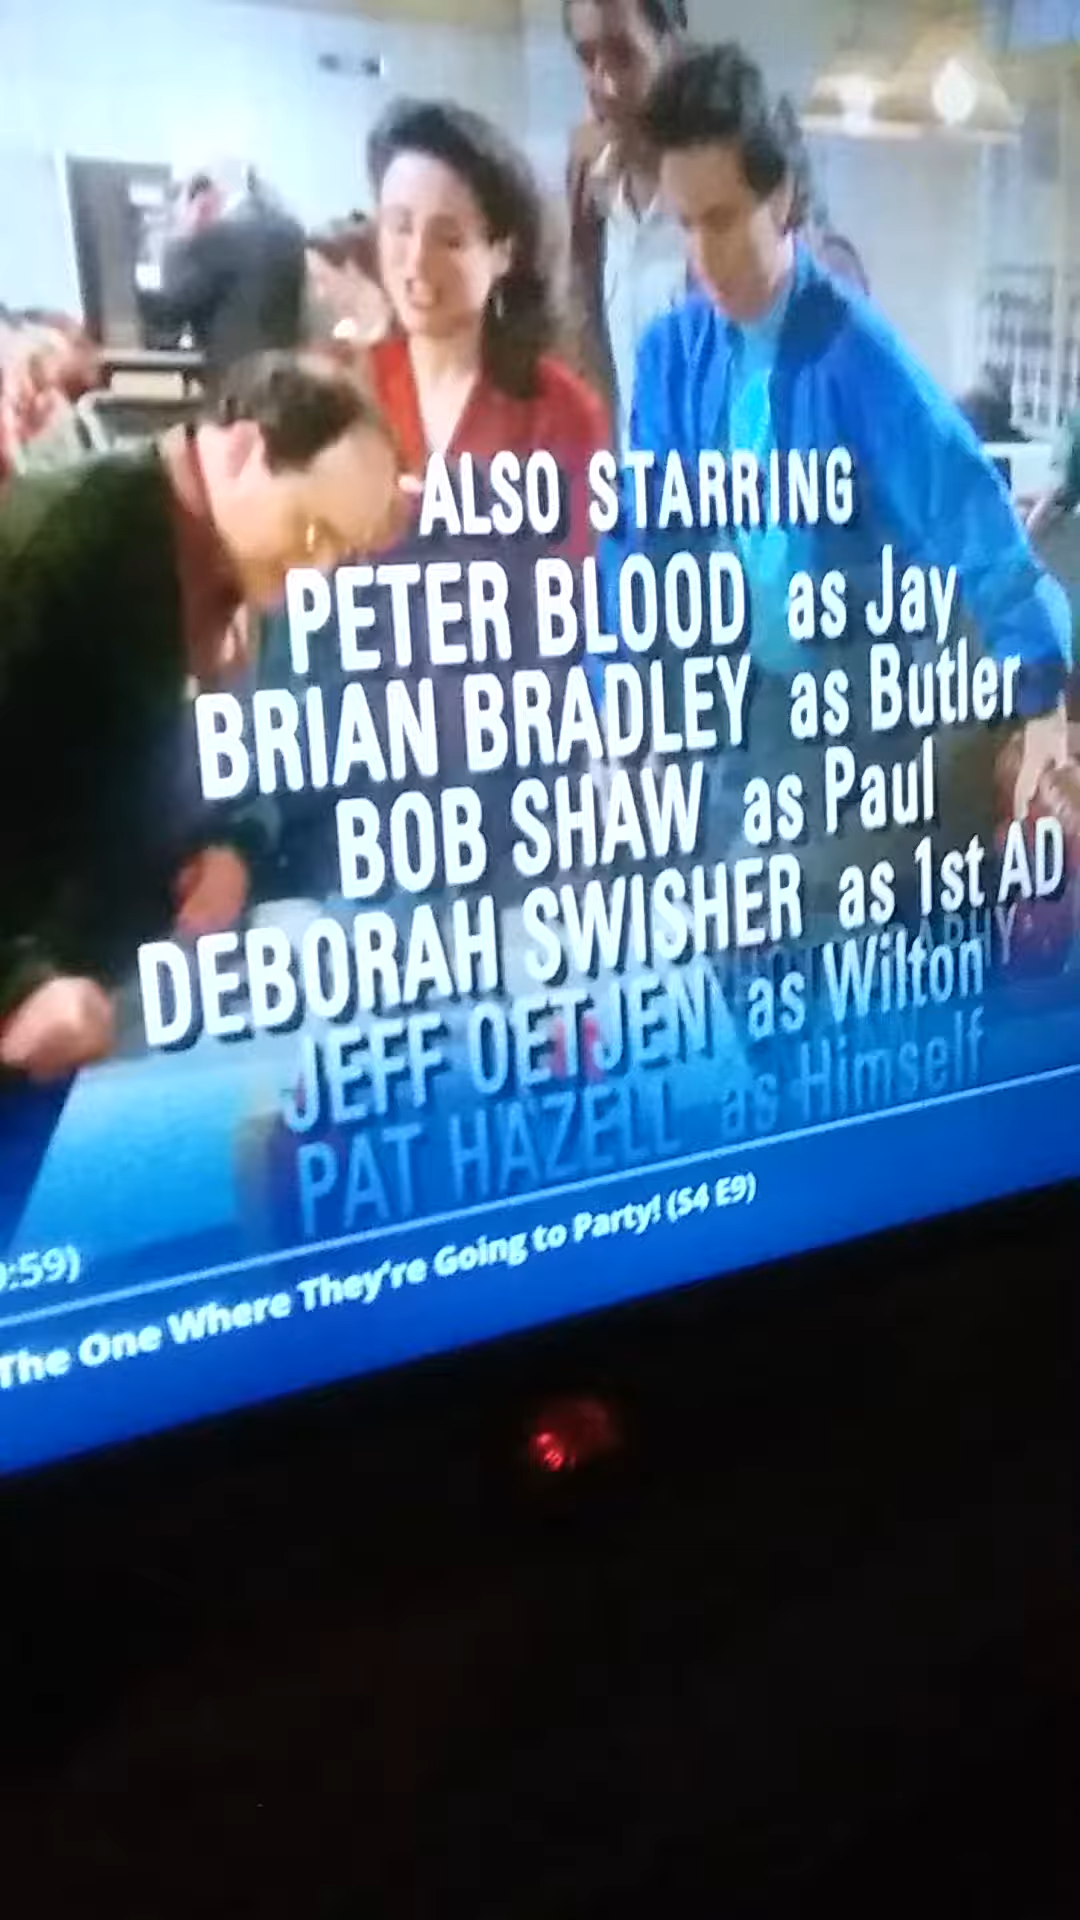 ALSO STARRING
PETER BLOOD as Jay
BRIAN BRADLEY as Butler
BOB SHAW as Paul
DEBORAH SWISHER as 1st AD
JEFF OETJEN as Wilton
PAT HAZELL as Himself
:59)
The One Where They're Going to Party! (S4 E9)